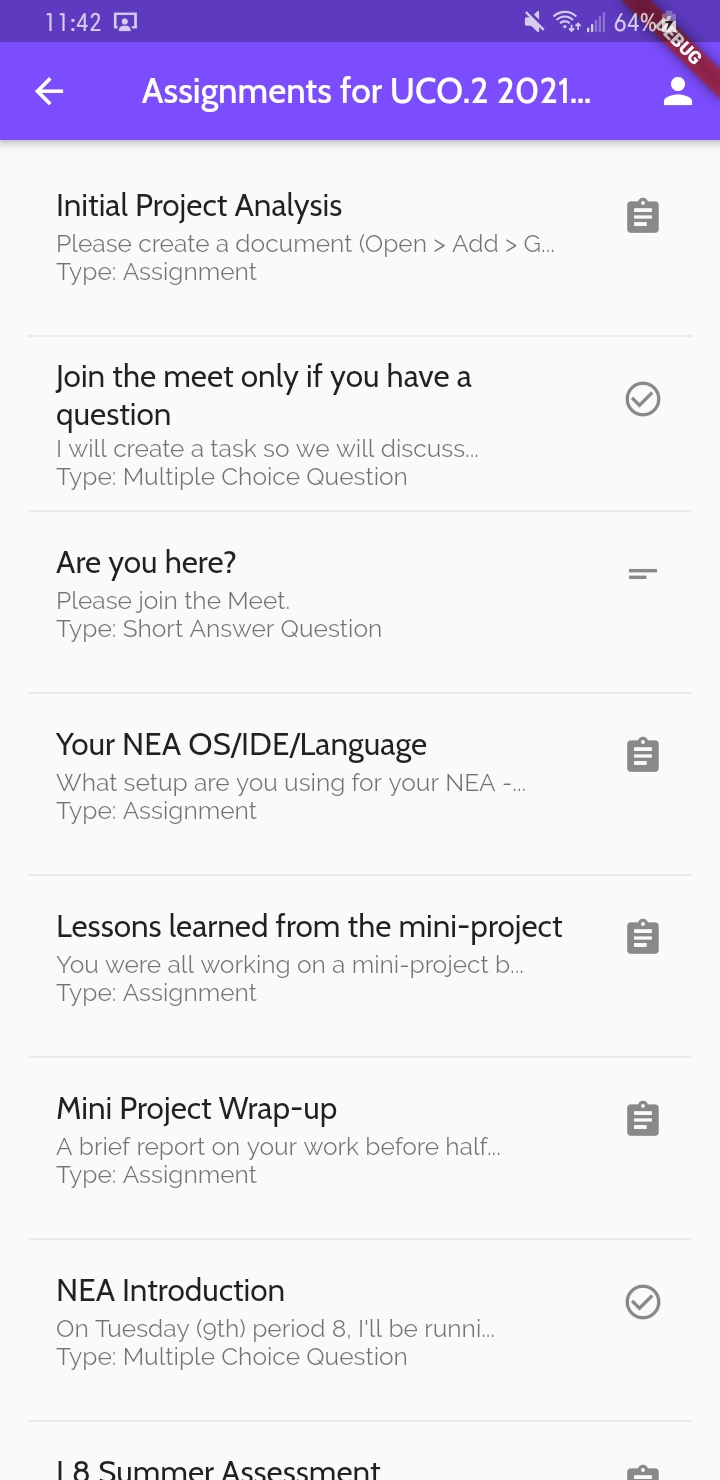 11:42
64%
DEBUG
Assignments for UCO.2 2021...
Initial Project Analysis
Please create a document (Open > Add > G...
Type: Assignment
Join the meet only if you have a
question
I will create a task so we will discuss...
Type: Multiple Choice Question
Are you here?
Please join the Meet.
Type: Short Answer Question
Your NEA OS/IDE/Language
What setup are you using for your NEA -...
Type: Assignment
Lessons learned from the mini-project
You were all working on a mini-project b...
Type: Assignment
Mini Project Wrap-up
A brief report on your work before half...
Type: Assignment
NEA Introduction
On Tuesday (9th) period 8, I'll be runni...
Type: Multiple Choice Question
L8 Summer Assessment